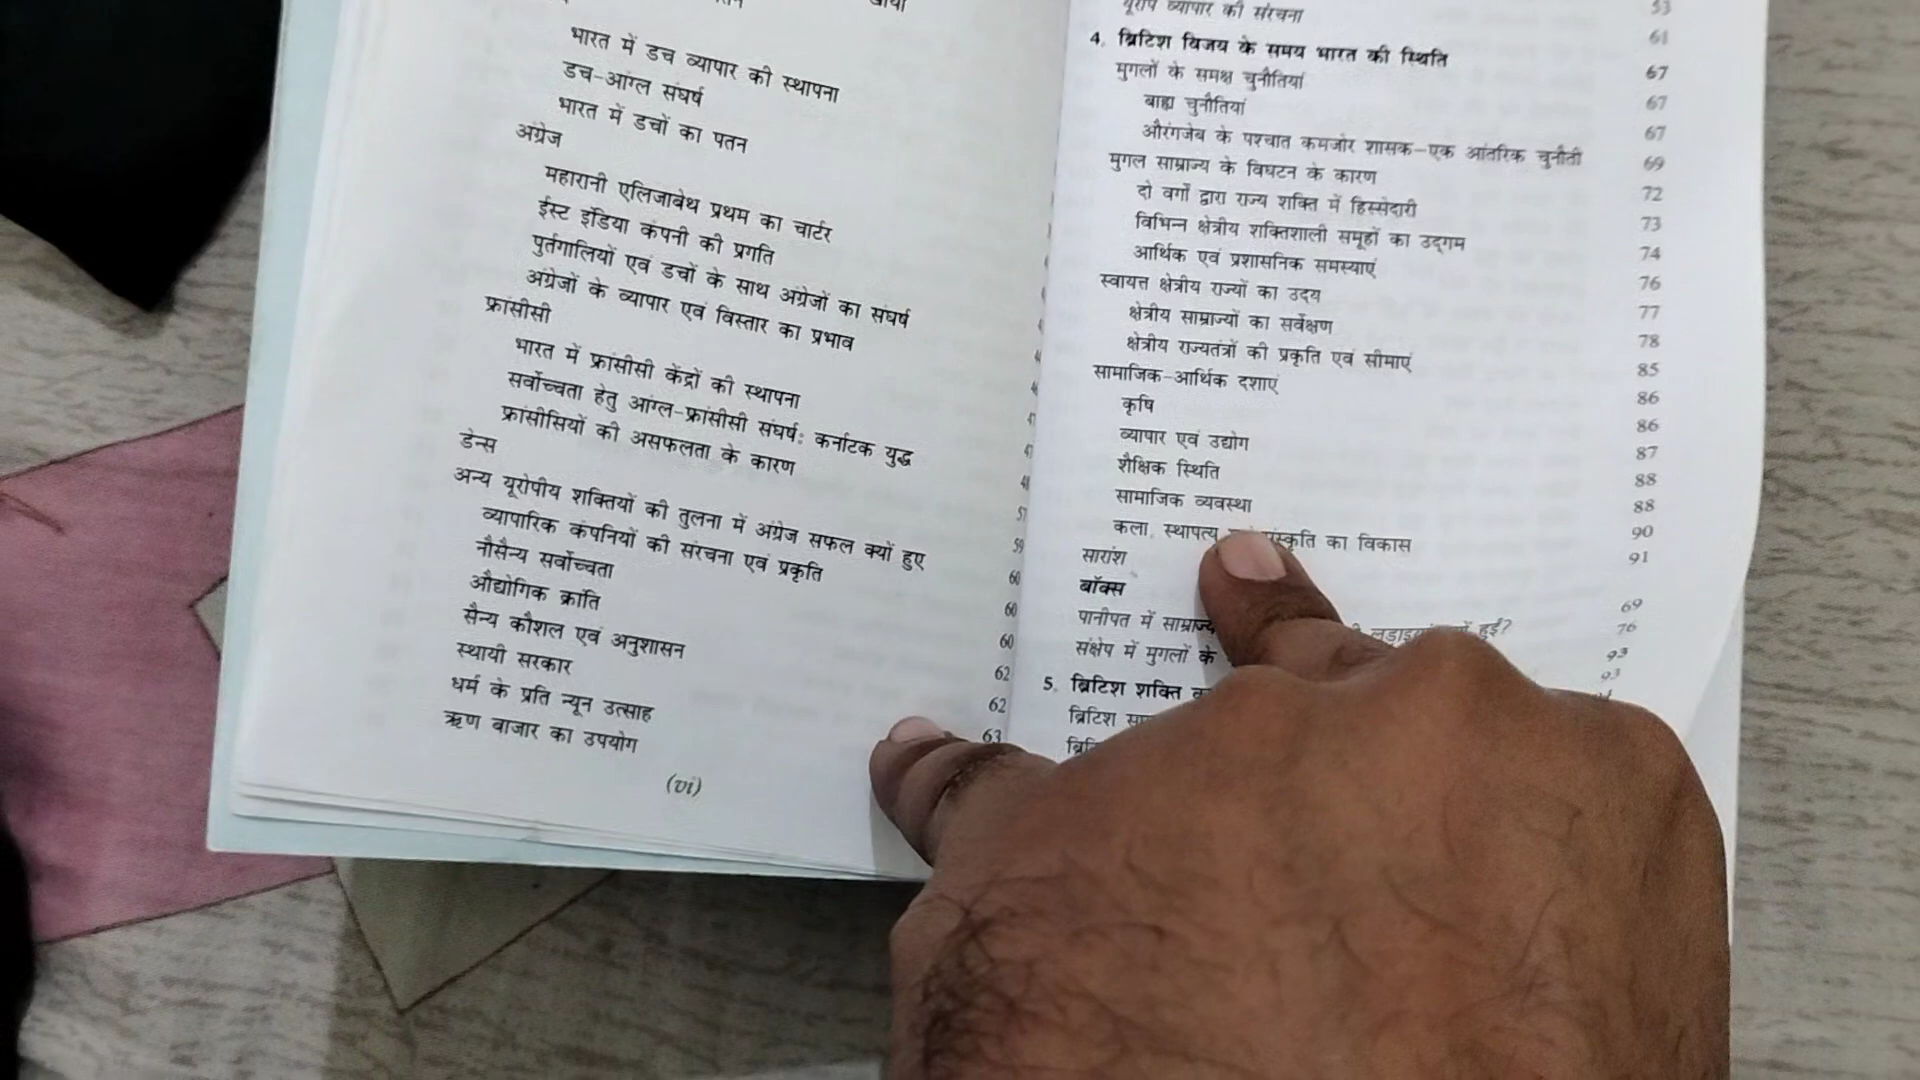 भारत में डच व्यापार की स्थापना
डच-आंग्ल संघर्ष
भारत में डचों का पतन
अंग्रेज
महारानी एलिजाबेथ प्रथम का चार्टर
ईस्ट इंडिया कंपनी की प्रगति
पुर्तगालियों एवं डचों के साथ अंग्रेजों का संघर्ष
अंग्रेजों के व्यापार एवं विस्तार का प्रभाव
फ्रांसीसी
भारत में फ्रांसीसी केंद्रों की स्थापना
सर्वोच्चता हेतु आंग्ल-फ्रांसीसी संघर्षः कर्नाटक युद्ध
फ्रांसीसियों की असफलता के कारण
डेन्स
अन्य यूरोपीय शक्तियों की तुलना में अंग्रेज सफल क्यों हुए 59
व्यापारिक कंपनियों की संरचना एवं प्रकृति 60
नौसैन्य सर्वोच्चता 60
औद्योगिक क्रांति 60
सैन्य कौशल एवं अनुशासन 62
स्थायी सरकार 62
धर्म के प्रति न्यून उत्साह 63
ऋण बाजार का उपयोग
(vi)
यूरोप व्यापार की संरचना 53
61
4. ब्रिटिश विजय के समय भारत की स्थिति 67
मुगलों के समक्ष चुनौतियां 67
बाह्य चुनौतियां 67
औरंगजेब के पश्चात कमजोर शासक-एक आंतरिक चुनौती 69
मुगल साम्राज्य के विघटन के कारण 72
दो वर्गों द्वारा राज्य शक्ति में हिस्सेदारी 73
विभिन्न क्षेत्रीय शक्तिशाली समूहों का उद्गम 74
आर्थिक एवं प्रशासनिक समस्याएं 76
स्वायत्त क्षेत्रीय राज्यों का उदय 77
क्षेत्रीय साम्राज्यों का सर्वेक्षण 78
क्षेत्रीय राज्यतंत्रों की प्रकृति एवं सीमाएं 85
सामाजिक-आर्थिक दशाएं 86
कृषि 86
व्यापार एवं उद्योग 87
शैक्षिक स्थिति 88
सामाजिक व्यवस्था 88
कला, स्थापत्य संस्कृति का विकास 90
सारांश 91
बॉक्स
पानीपत में साम्राज्य लड़ाइयां हुईं? 69
संक्षेप में मुगलों के 76
5. ब्रिटिश शक्ति 93
ब्रिटिश 93